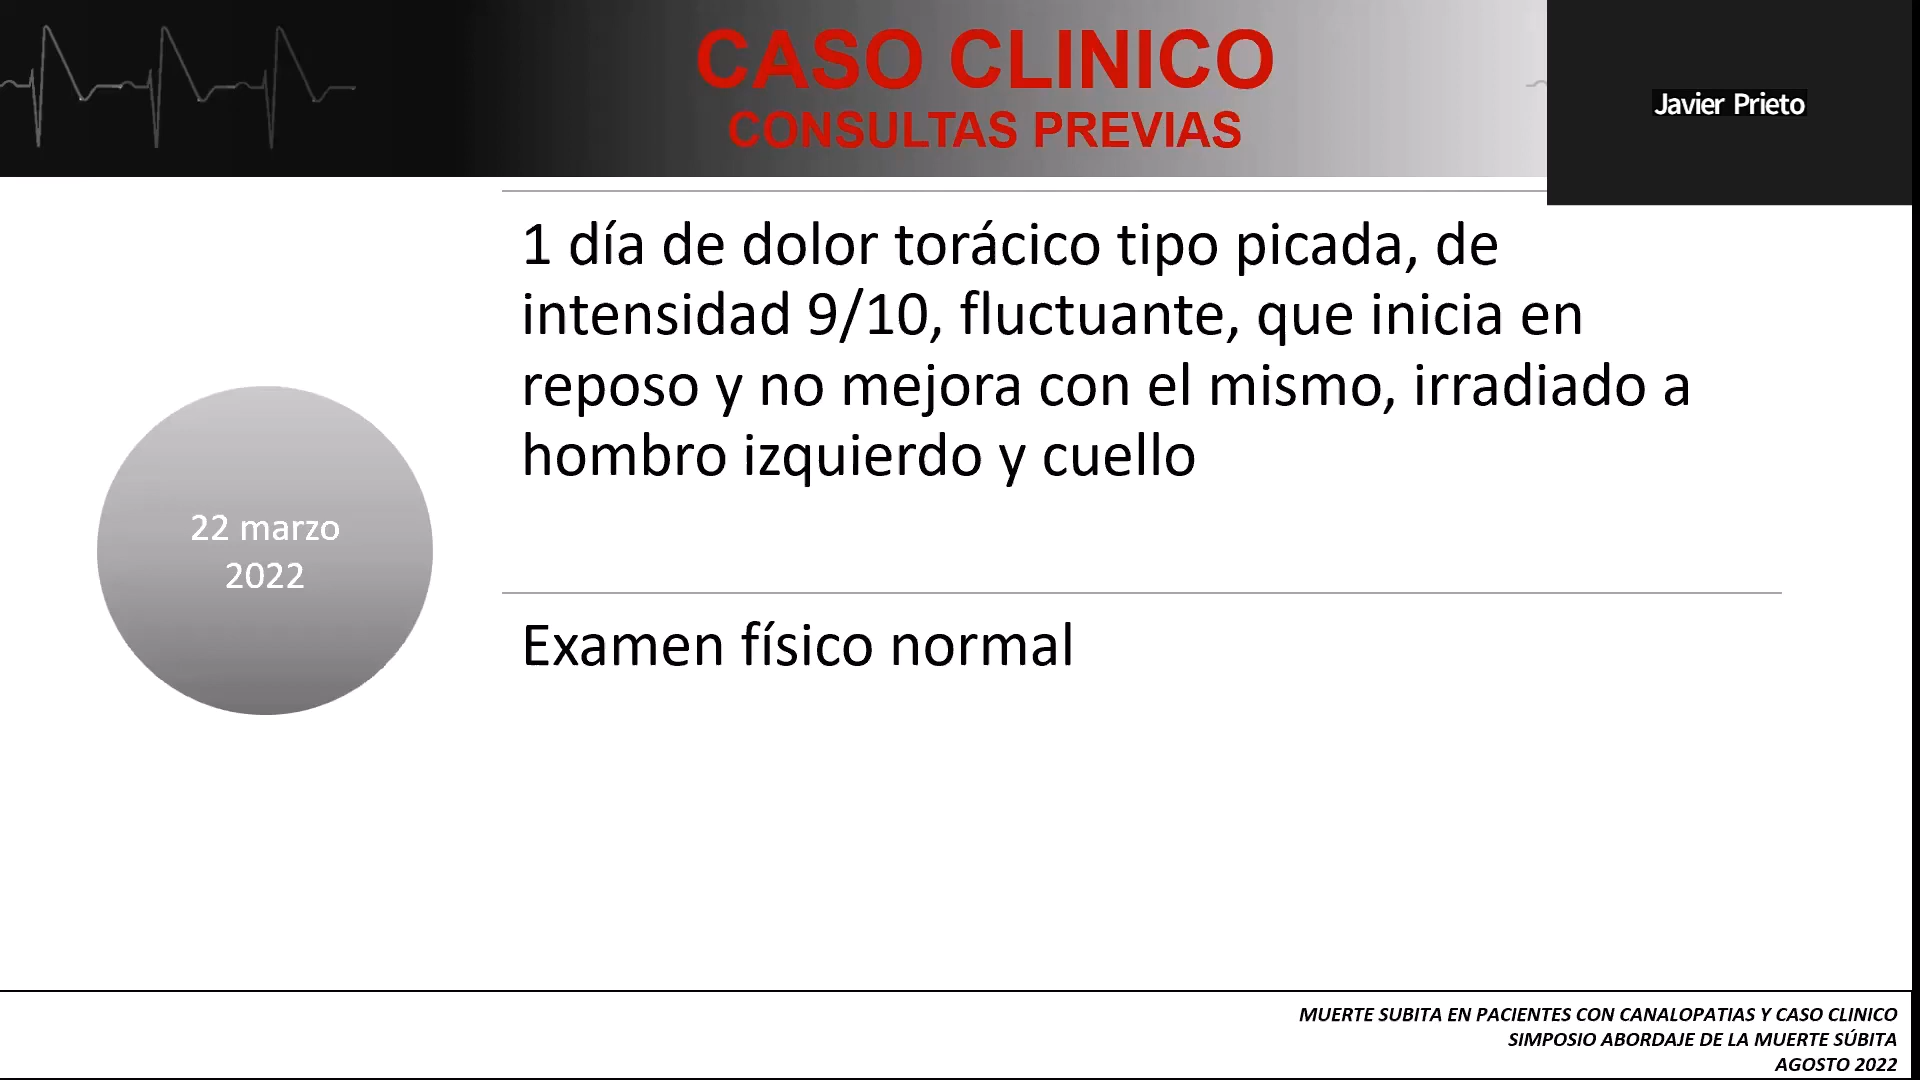 CASO CLINICO
CONSULTAS PREVIAS
Javier Prieto
1 día de dolor torácico tipo picada, de
intensidad 9/10, fluctuante, que inicia en
reposo y no mejora con el mismo, irradiado a
hombro izquierdo y cuello
22 marzo
2022
Examen físico normal
MUERTE SUBITA EN PACIENTES CON CANALOPATIAS Y CASO CLINICO
SIMPOSIO ABORDAJE DE LA MUERTE SÚBITA
AGOSTO 2022